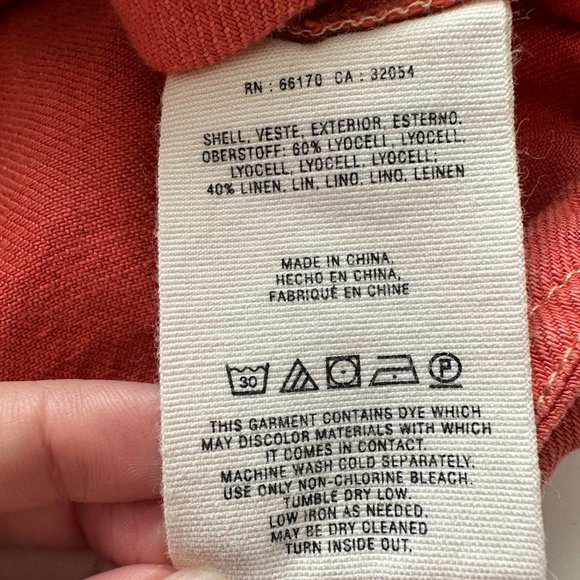 RN : 66170 CA : 32054
SHELL, VESTE, EXTERIOR, ESTERNO,
OBERSTOFF: 60% LYOCELL, LYOCELL,
LYOCELL, LYOCELL, LYOCELL;
40% LINEN, LIN, LINO, LINO, LEINEN
MADE IN CHINA,
HECHO EN CHINA,
FABRIQUÉ EN CHINE
30
P
THIS GARMENT CONTAINS DYE WHICH
MAY DISCOLOR MATERIALS WITH WHICH
IT COMES IN CONTACT.
MACHINE WASH COLD SEPARATELY.
USE ONLY NON-CHLORINE BLEACH.
TUMBLE DRY LOW.
LOW IRON AS NEEDED.
MAY BE DRY CLEANED
TURN INSIDE OUT.